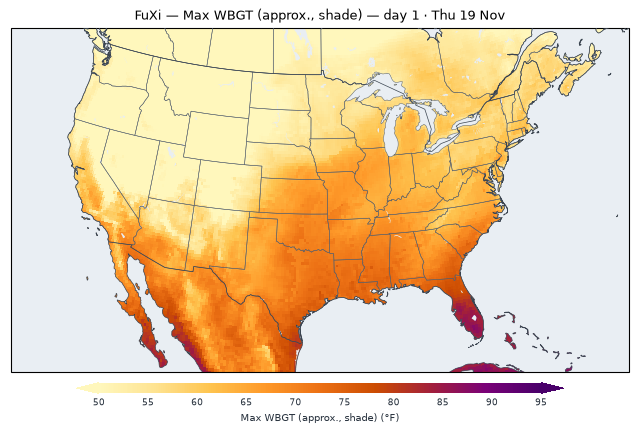 FuXi — Max WBGT (approx., shade) — day 1 · Thu 19 Nov
50 55 60 65 70 75 80 85 90 95
Max WBGT (approx., shade) (°F)